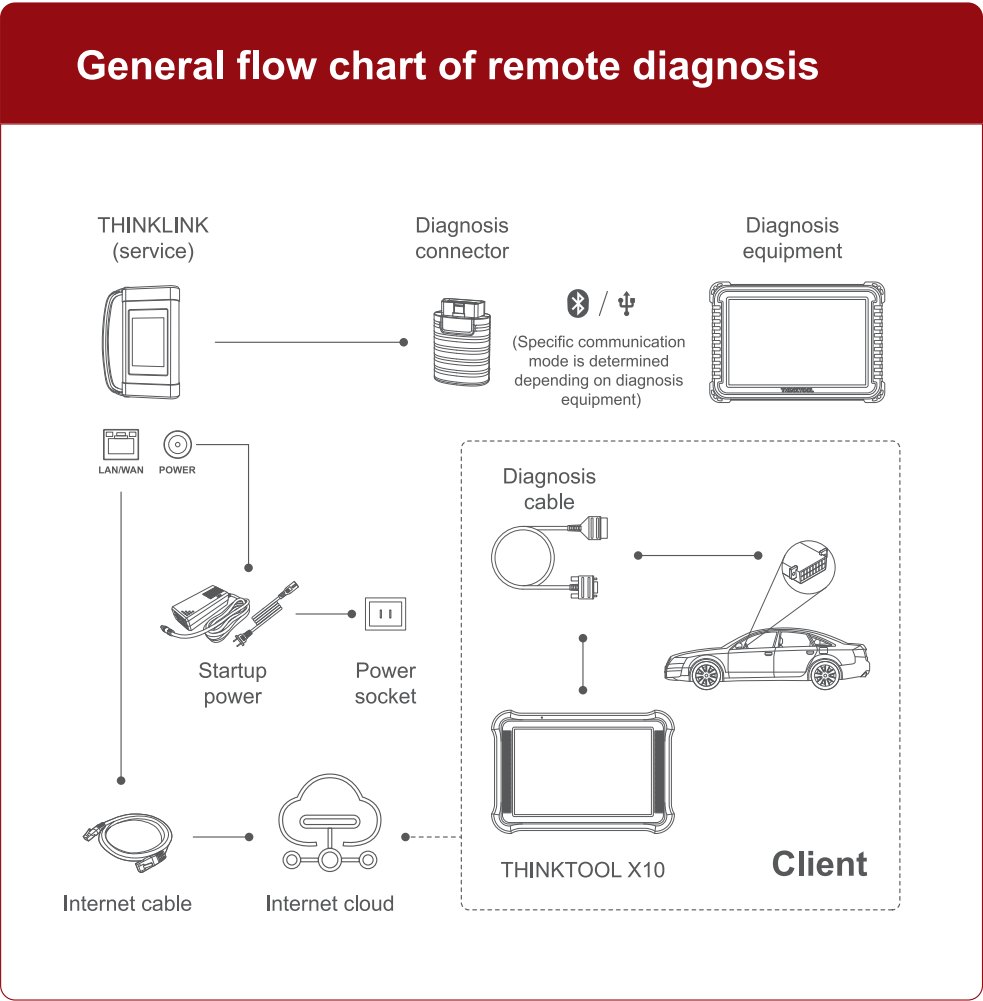 General flow chart of remote diagnosis
THINKLINK
(service)
Diagnosis
connector
Diagnosis
equipment
/
(Specific communication
mode is determined
depending on diagnosis
equipment)
THINKTOOL
LAN/WAN
POWER
Diagnosis
cable
Startup
power
Power
socket
THINKTOOL X10
Client
Internet cable
Internet cloud